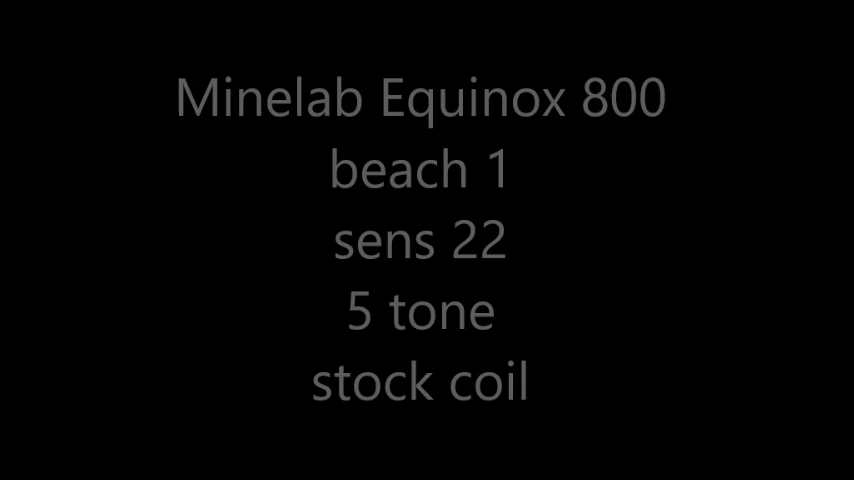 Minelab Equinox 800
beach 1
sens 22
5 tone
stock coil